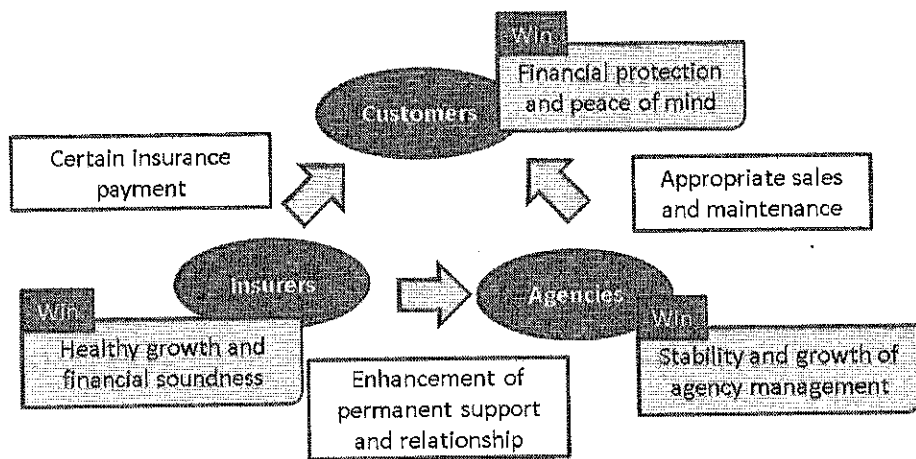 Win
Financial protection
and peace of mind
Customers
Certain insurance
payment
Appropriate sales
and maintenance
Insurers
Agencies
Win
Healthy growth and
financial soundness
Win
Stability and growth of
agency management
Enhancement of
permanent support
and relationship